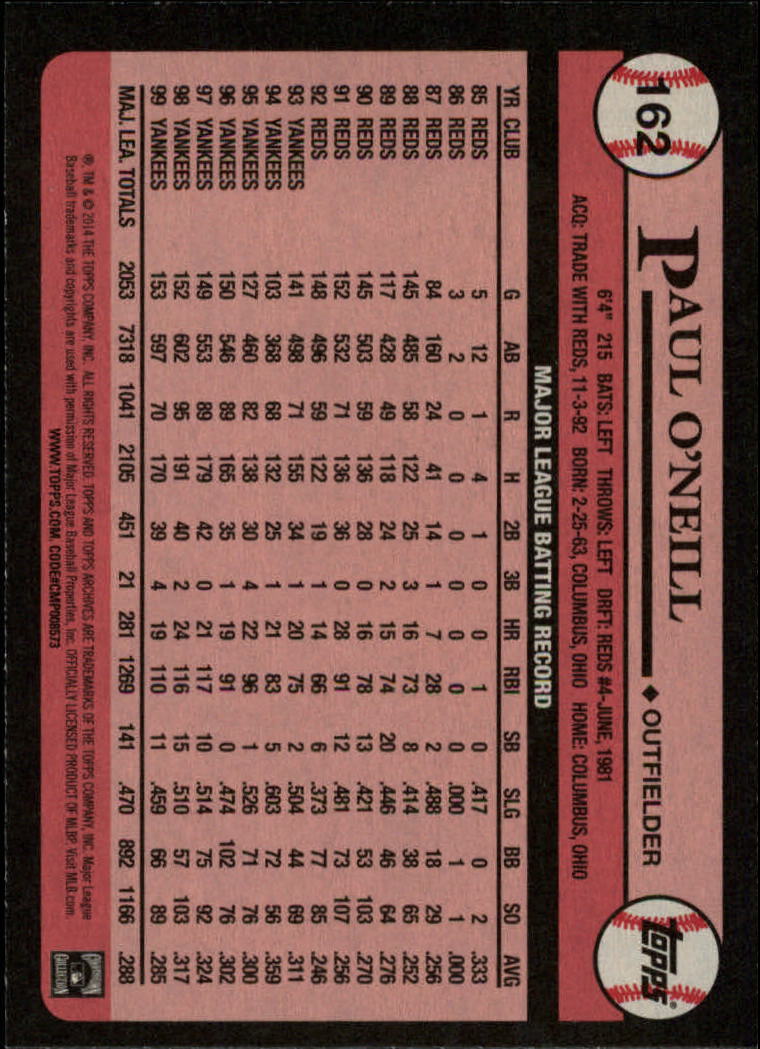 162
PAUL O'NEILL
◆ OUTFIELDER
topps®
6'4" 215 BATS: LEFT THROWS: LEFT DRFT: REDS #4-JUNE, 1981
ACQ: TRADE WITH REDS, 11-3-92 BORN: 2-25-63, COLUMBUS, OHIO HOME: COLUMBUS, OHIO
MAJOR LEAGUE BATTING RECORD
YR CLUB G AB R H 2B 3B HR RBI SB SLG BB SO AVG
85 REDS 5 12 1 4 1 0 0 1 0 .417 0 2 .333
86 REDS 3 2 0 0 0 0 0 0 0 .000 1 1 .000
87 REDS 84 160 24 41 14 1 7 28 2 .488 18 29 .256
88 REDS 145 485 58 122 25 3 16 73 8 .414 38 65 .252
89 REDS 117 428 49 118 24 2 15 74 20 .446 46 64 .276
90 REDS 145 503 59 136 28 0 16 78 13 .421 53 103 .270
91 REDS 152 532 71 136 36 0 28 91 12 .481 73 107 .256
92 REDS 148 496 59 122 19 1 14 66 6 .373 77 85 .246
93 YANKEES 141 498 71 155 34 1 20 75 2 .504 44 69 .311
94 YANKEES 103 368 68 132 25 1 21 83 5 .603 72 56 .359
95 YANKEES 127 460 82 138 30 4 22 96 1 .526 71 76 .300
96 YANKEES 150 546 89 165 35 1 19 91 0 .474 102 76 .302
97 YANKEES 149 553 89 179 42 0 21 117 10 .514 75 92 .324
98 YANKEES 152 602 95 191 40 2 24 116 15 .510 57 103 .317
99 YANKEES 153 597 70 170 39 4 19 110 11 .459 66 89 .285
MAJ. LEA. TOTALS 2053 7318 1041 2105 451 21 281 1269 141 .470 892 1166 .288
®, TM & © 2014 THE TOPPS COMPANY, INC. ALL RIGHTS RESERVED. TOPPS AND TOPPS ARCHIVES ARE TRADEMARKS OF THE TOPPS COMPANY, INC. Major League
Baseball trademarks and copyrights are used with permission of Major League Baseball Properties, Inc. OFFICIALLY LICENSED PRODUCT OF MLBP. Visit MLB.com.
WWW.TOPPS.COM. CODE#CMP008573
COOPERSTOWN
COLLECTION